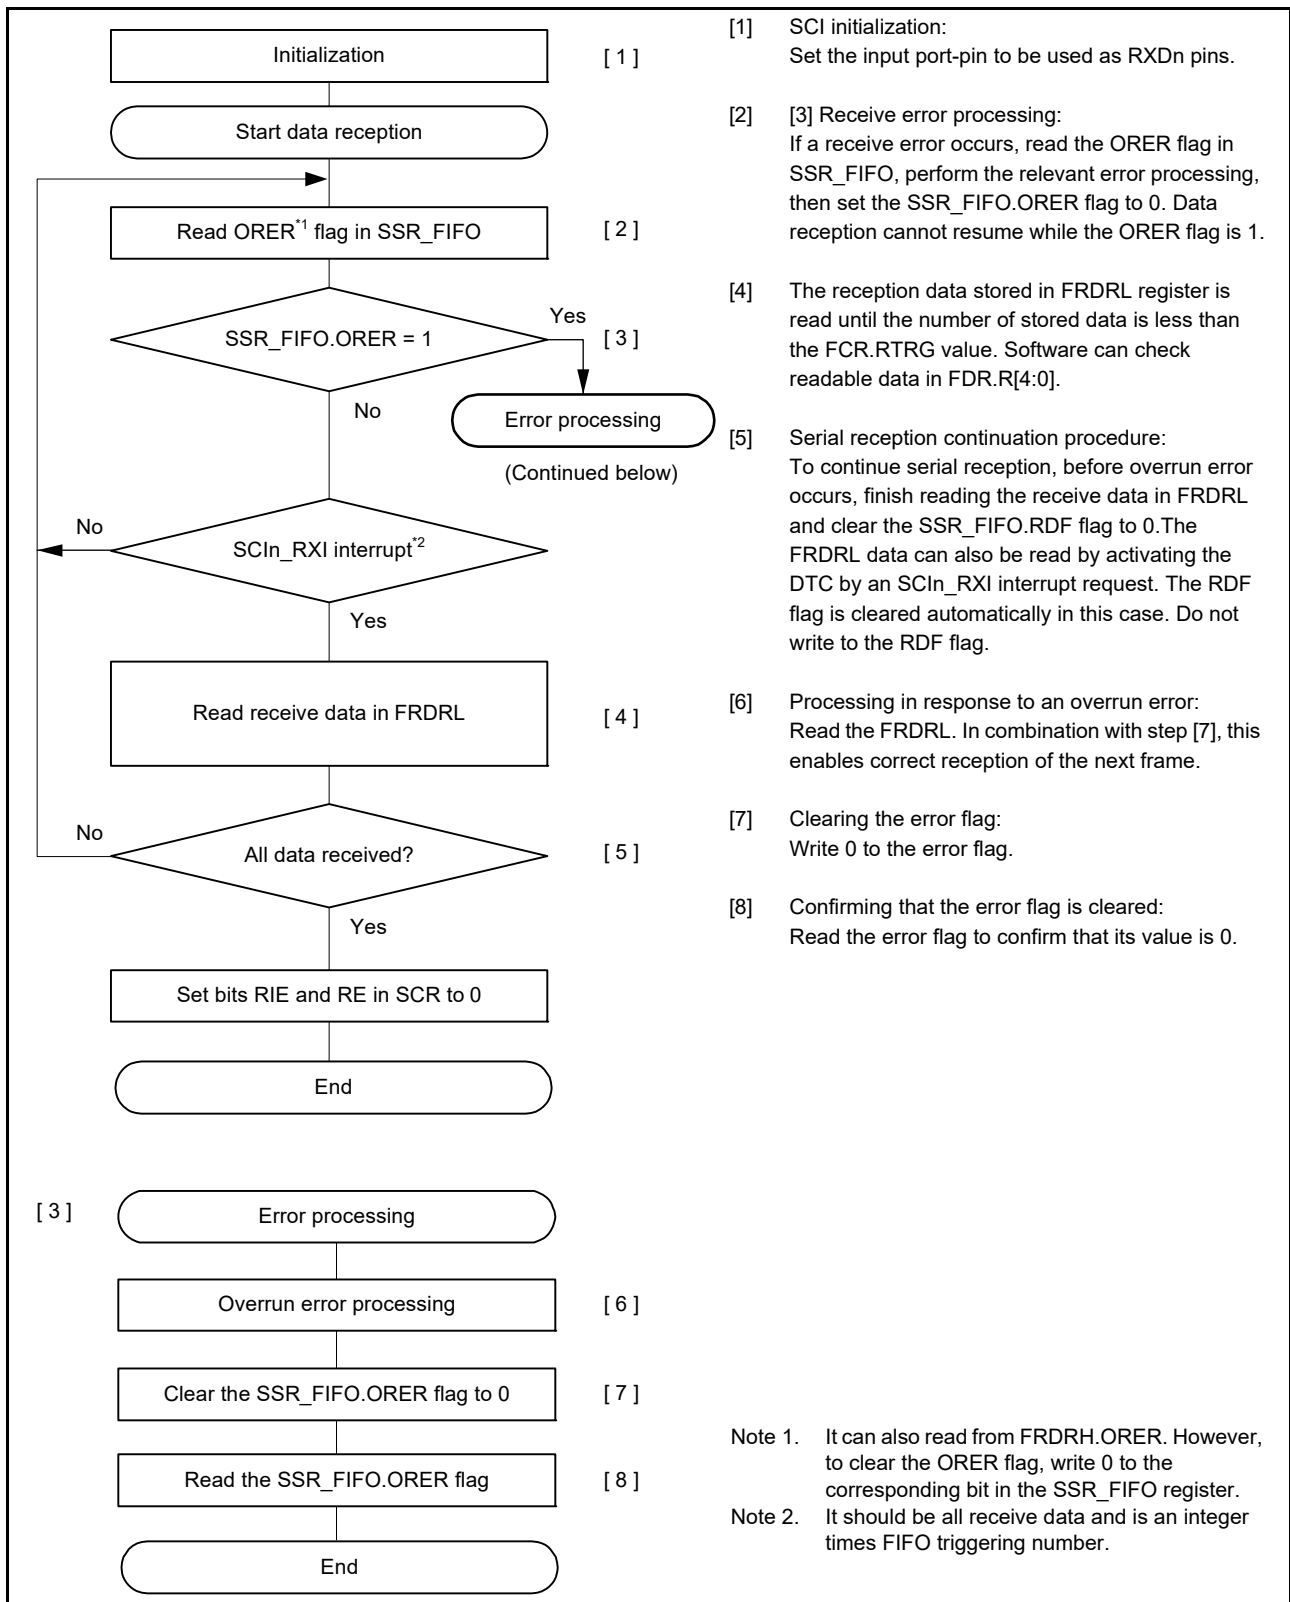 Initialization
[ 1 ]
Start data reception
Read ORER*1 flag in SSR_FIFO
[ 2 ]
SSR_FIFO.ORER = 1
Yes
[ 3 ]
No
Error processing
(Continued below)
No
SCIn_RXI interrupt*2
Yes
Read receive data in FRDRL
[ 4 ]
No
All data received?
[ 5 ]
Yes
Set bits RIE and RE in SCR to 0
End
[ 3 ]
Error processing
Overrun error processing
[ 6 ]
Clear the SSR_FIFO.ORER flag to 0
[ 7 ]
Read the SSR_FIFO.ORER flag
[ 8 ]
End
[1] SCI initialization:
Set the input port-pin to be used as RXDn pins.
[2] [3] Receive error processing:
If a receive error occurs, read the ORER flag in
SSR_FIFO, perform the relevant error processing,
then set the SSR_FIFO.ORER flag to 0. Data
reception cannot resume while the ORER flag is 1.
[4] The reception data stored in FRDRL register is
read until the number of stored data is less than
the FCR.RTRG value. Software can check
readable data in FDR.R[4:0].
[5] Serial reception continuation procedure:
To continue serial reception, before overrun error
occurs, finish reading the receive data in FRDRL
and clear the SSR_FIFO.RDF flag to 0.The
FRDRL data can also be read by activating the
DTC by an SCIn_RXI interrupt request. The RDF
flag is cleared automatically in this case. Do not
write to the RDF flag.
[6] Processing in response to an overrun error:
Read the FRDRL. In combination with step [7], this
enables correct reception of the next frame.
[7] Clearing the error flag:
Write 0 to the error flag.
[8] Confirming that the error flag is cleared:
Read the error flag to confirm that its value is 0.
Note 1. It can also read from FRDRH.ORER. However,
to clear the ORER flag, write 0 to the
corresponding bit in the SSR_FIFO register.
Note 2. It should be all receive data and is an integer
times FIFO triggering number.